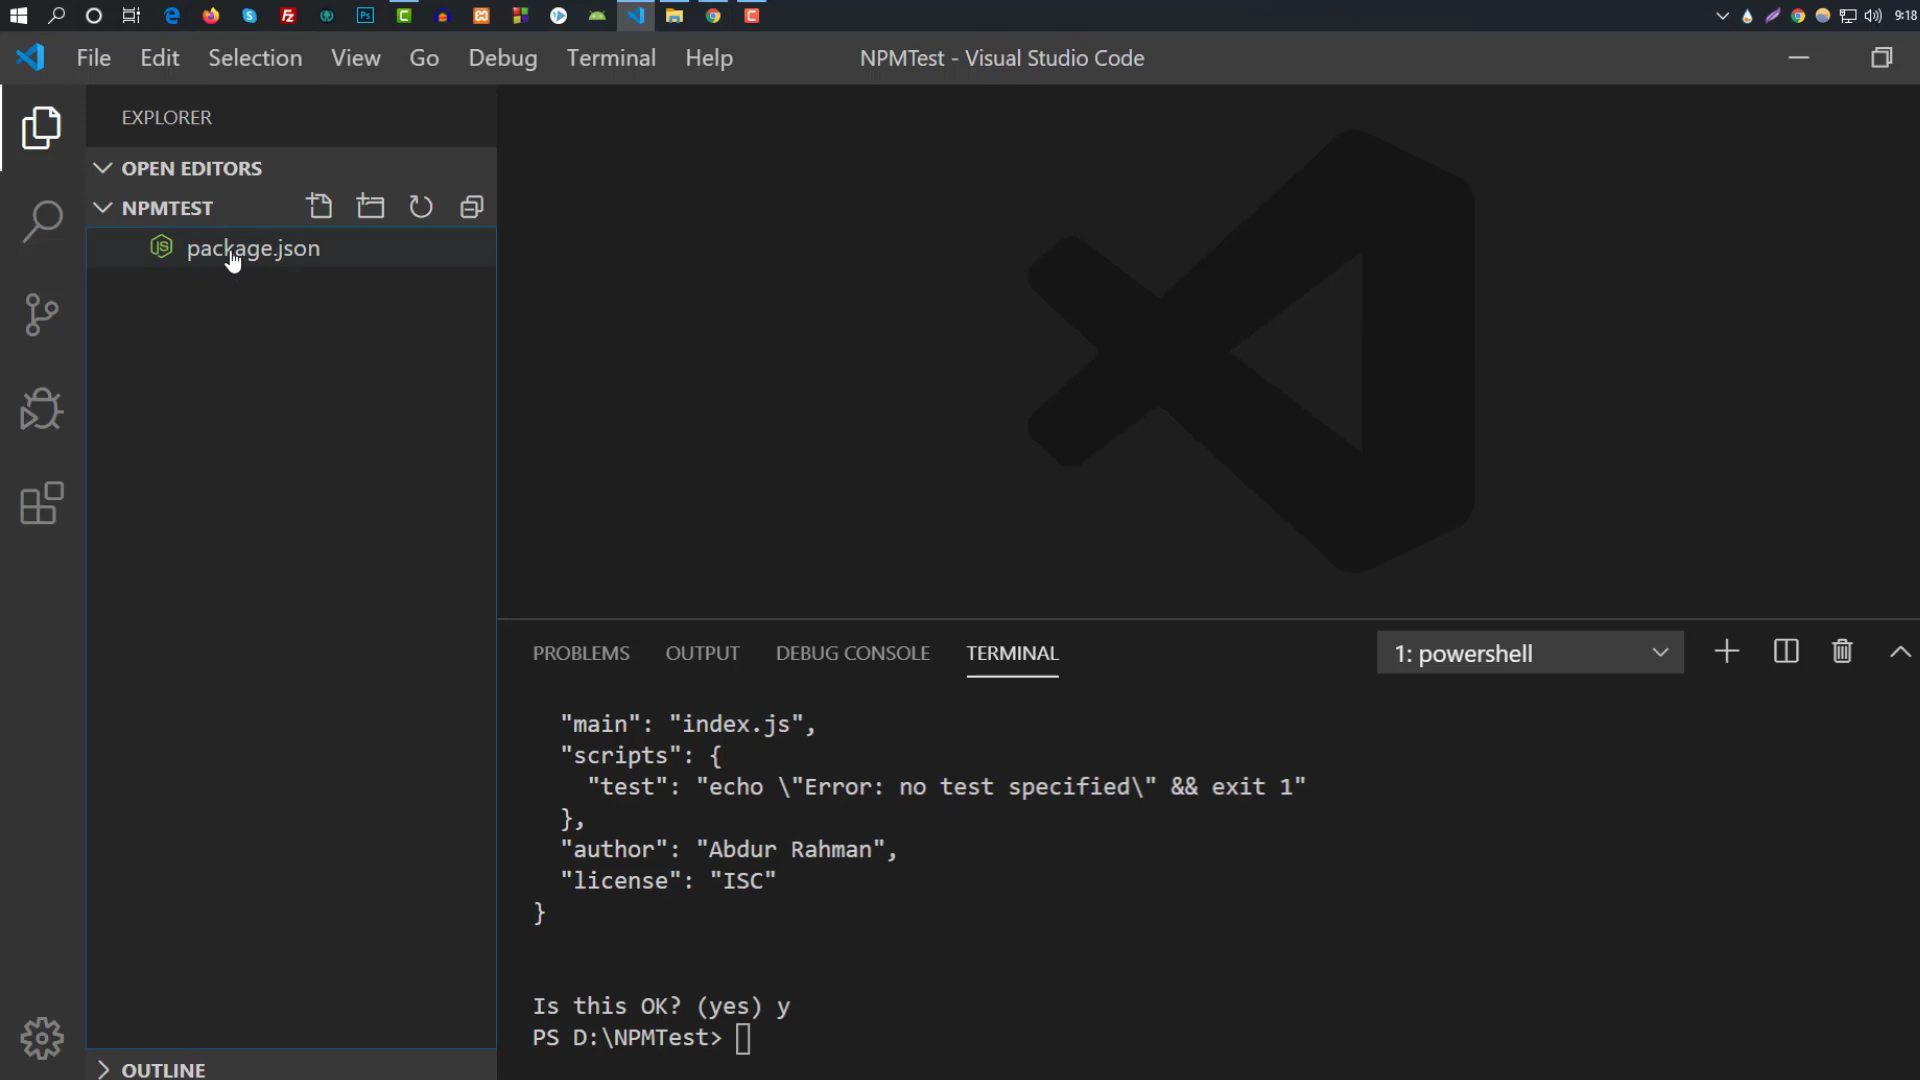 9:18
File Edit Selection View Go Debug Terminal Help
NPMTest - Visual Studio Code
EXPLORER
OPEN EDITORS
NPMTEST
package.json
PROBLEMS OUTPUT DEBUG CONSOLE TERMINAL
1: powershell
"main": "index.js",
"scripts": {
"test": "echo \"Error: no test specified\" && exit 1"
},
"author": "Abdur Rahman",
"license": "ISC"
}
Is this OK? (yes) y
PS D:\NPMTest>
OUTLINE